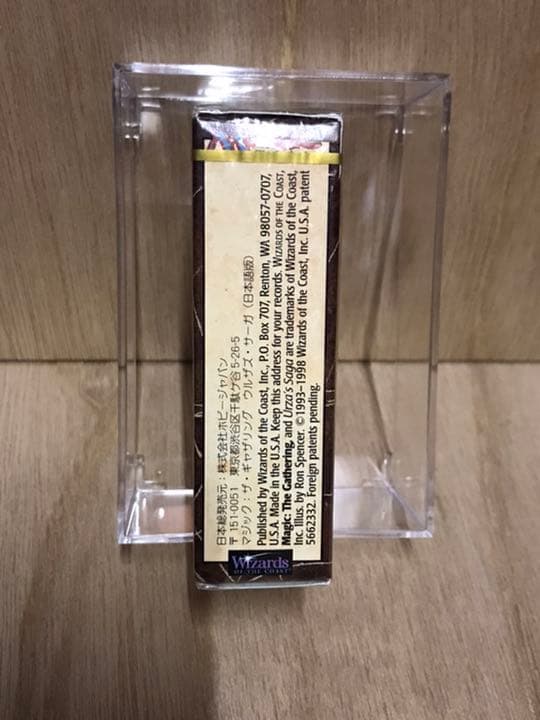 日本総発売元：株式会社ホビージャパン
〒151-0051　東京都渋谷区千駄ケ谷 5-26-5
マジック：ザ・ギャザリング　ウルザズ・サーガ（日本語版）
Published by Wizards of the Coast, Inc., P.O. Box 707, Renton, WA 98057-0707,
U.S.A. Made in the U.S.A. Keep this address for your records. WIZARDS OF THE COAST,
Magic: The Gathering, and Urza's Saga are trademarks of Wizards of the Coast,
Inc. Illus. by Ron Spencer. ©1993–1998 Wizards of the Coast, Inc. U.S.A. patent
5662332. Foreign patents pending.
Wizards
OF THE COAST